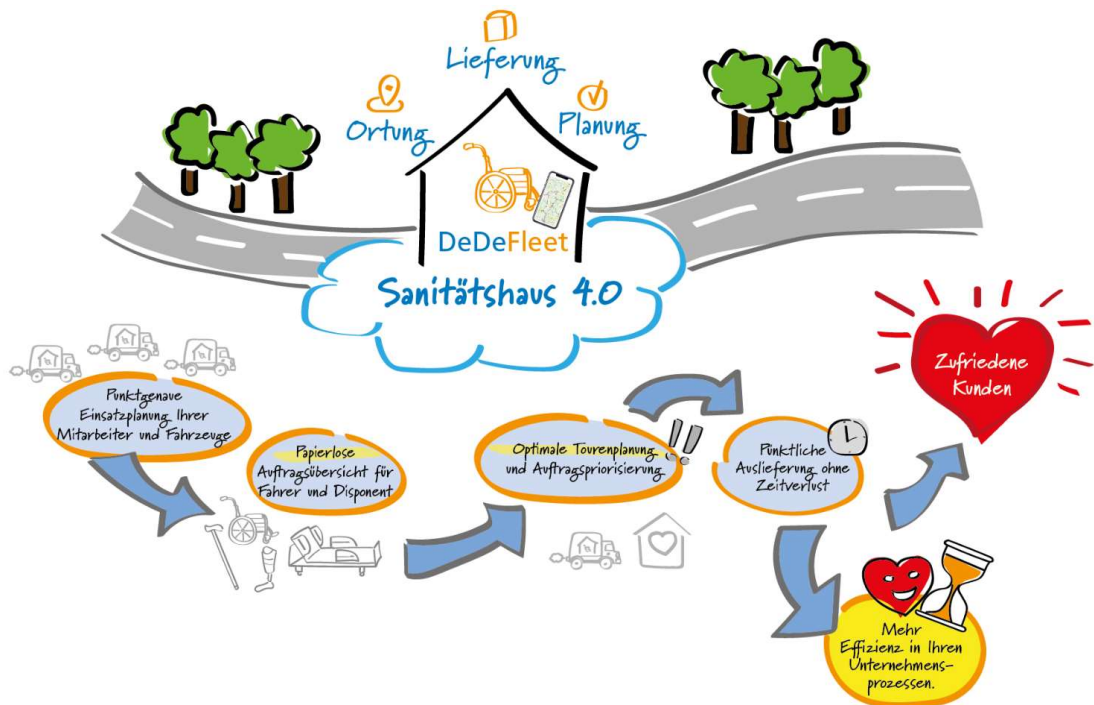 Lieferung
Ortung
Planung
DeDeFleet
Sanitätshaus 4.0
Zufriedene
Kunden
Punktgenaue
Einsatzplanung Ihrer
Mitarbeiter und Fahrzeuge
Papierlose
Auftragsübersicht für
Fahrer und Disponent
Optimale Tourenplanung
und Auftragspriorisierung
!!
Pünktliche
Auslieferung ohne
Zeitverlust
Mehr
Effizienz in Ihren
Unternehmens-
prozessen.